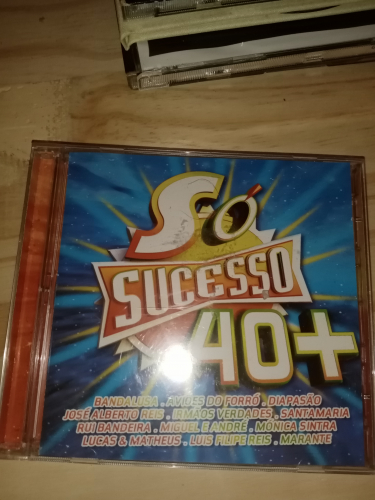 SÓ
SUCESSO
40+
BANDALUSA . AVIÕES DO FORRÓ . DIAPASÃO
JOSÉ ALBERTO REIS . IRMÃOS VERDADES . SANTAMARIA
RUI BANDEIRA . MIGUEL E ANDRÉ . MÓNICA SINTRA
LUCAS & MATHEUS . LUIS FILIPE REIS . MARANTE